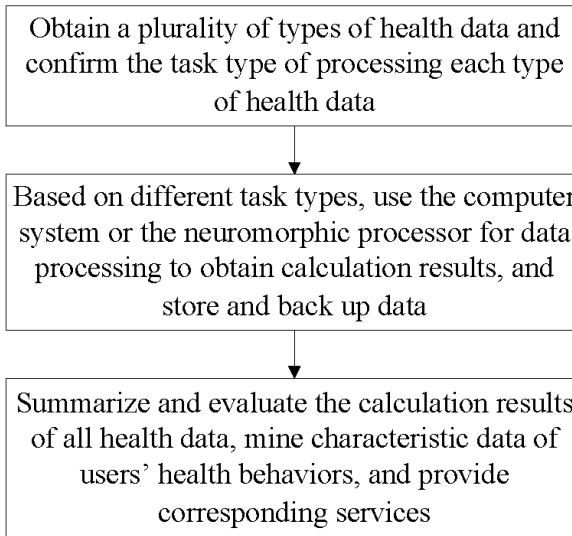 Obtain a plurality of types of health data and
confirm the task type of processing each type
of health data
Based on different task types, use the computer
system or the neuromorphic processor for data
processing to obtain calculation results, and
store and back up data
Summarize and evaluate the calculation results
of all health data, mine characteristic data of
users’ health behaviors, and provide
corresponding services